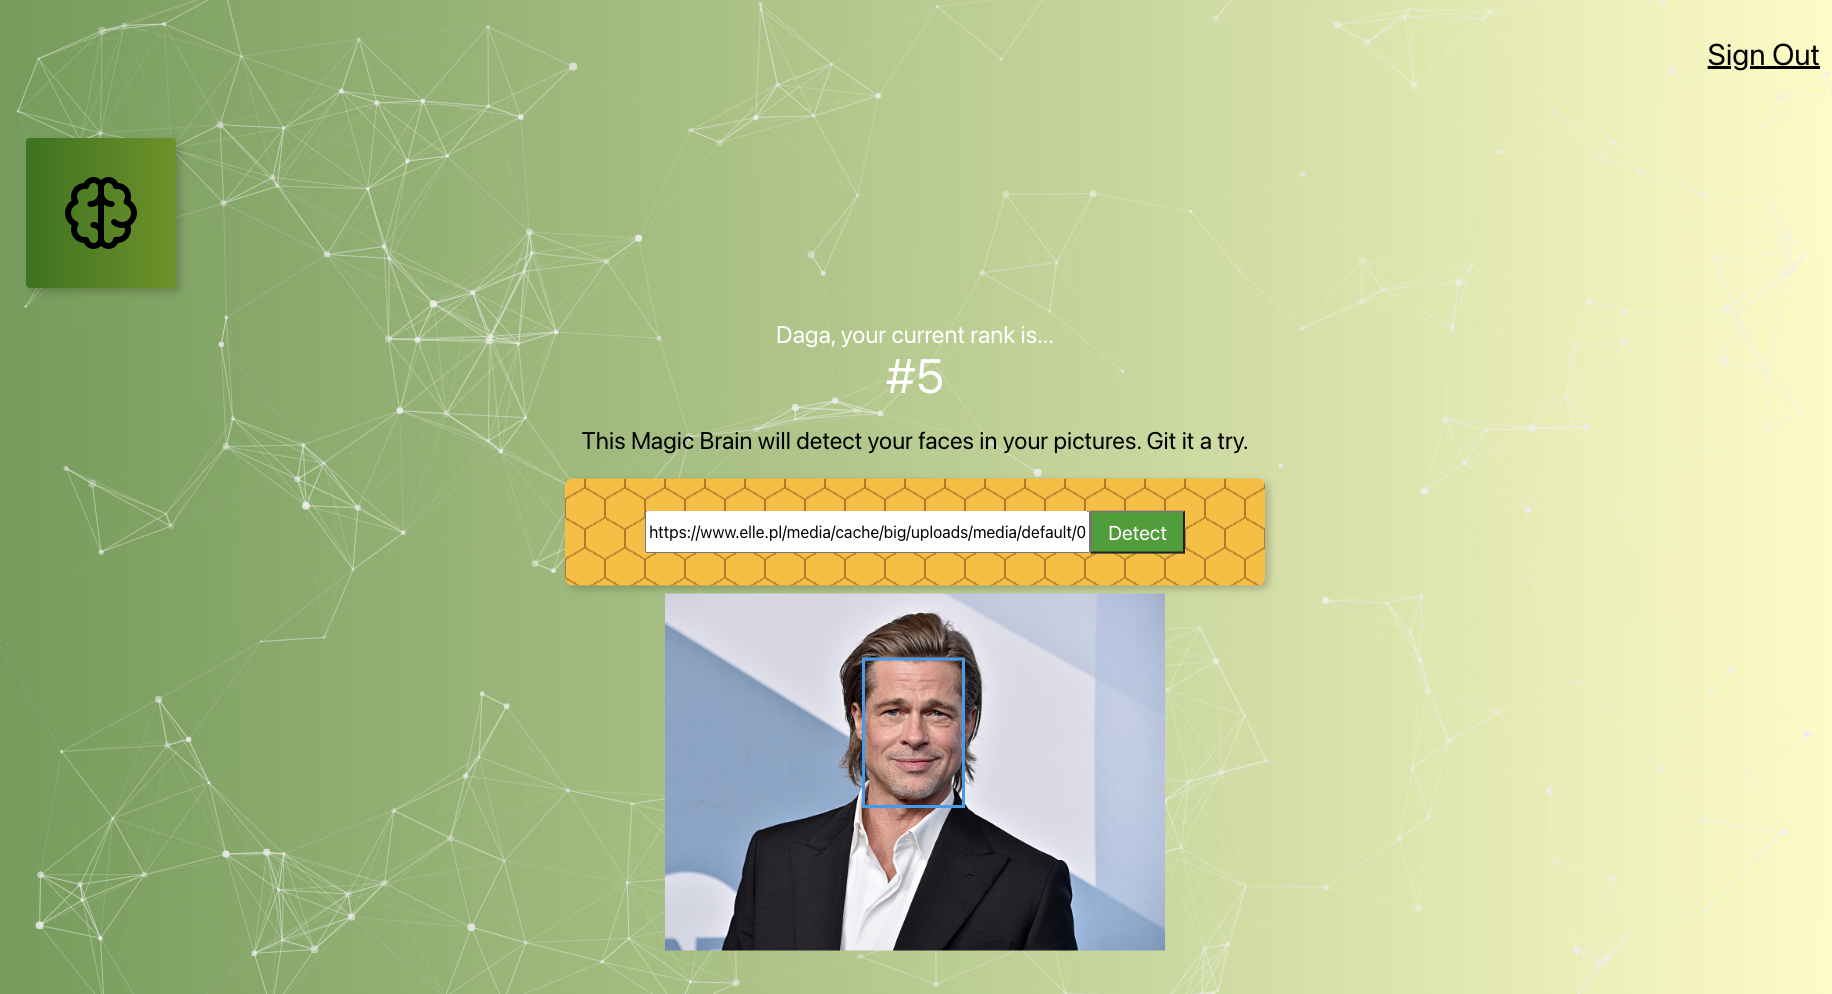 Sign Out
Daga, your current rank is...
#5
This Magic Brain will detect your faces in your pictures. Git it a try.
https://www.elle.pl/media/cache/big/uploads/media/default/0
Detect